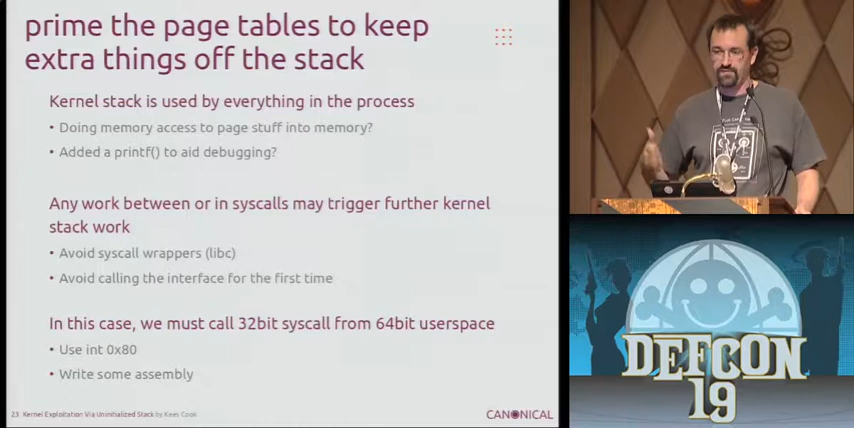 prime the page tables to keep
extra things off the stack
Kernel stack is used by everything in the process
• Doing memory access to page stuff into memory?
• Added a printf() to aid debugging?
Any work between or in syscalls may trigger further kernel
stack work
• Avoid syscall wrappers (libc)
• Avoid calling the interface for the first time
In this case, we must call 32bit syscall from 64bit userspace
• Use int 0x80
• Write some assembly
23 Kernel Exploitation Via Uninitialized Stack by Kees Cook
CANONICAL
DEFCON
19